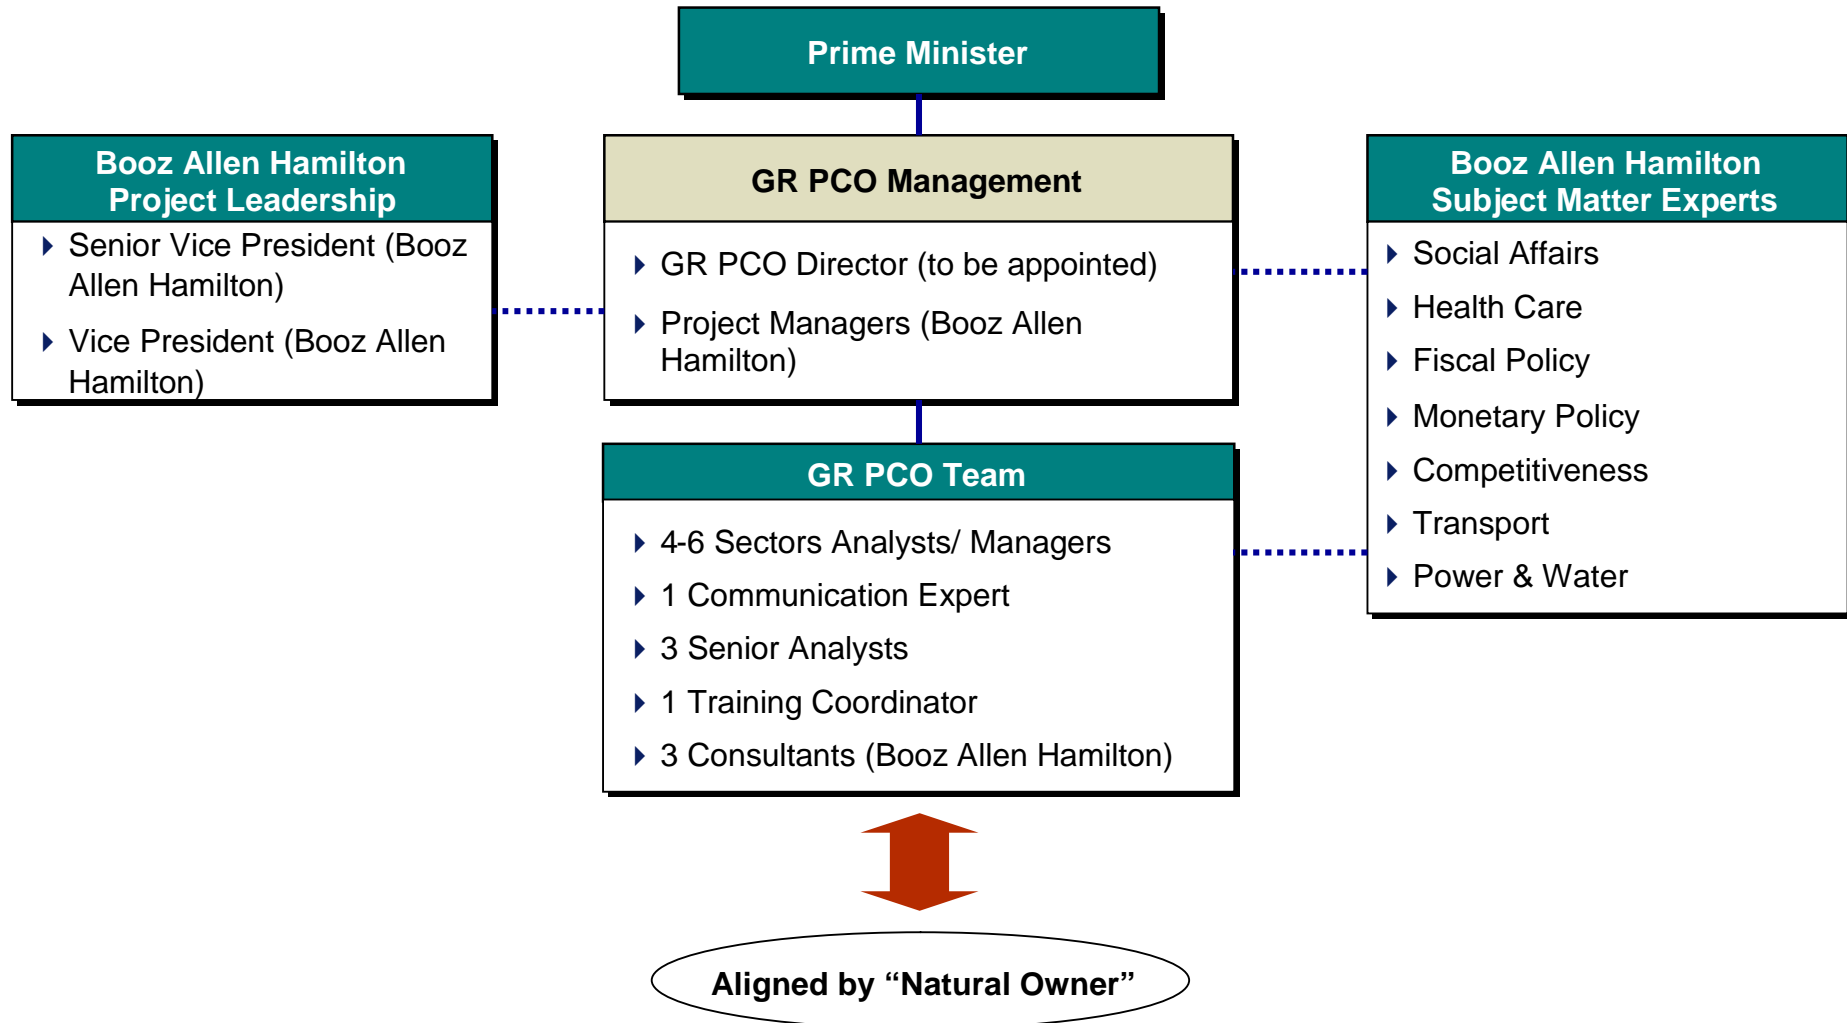 Prime Minister
Booz Allen Hamilton
Project Leadership
Senior Vice President (Booz
Allen Hamilton)
Vice President (Booz Allen
Hamilton)
GR PCO Management
GR PCO Director (to be appointed)
Project Managers (Booz Allen
Hamilton)
Booz Allen Hamilton
Subject Matter Experts
Social Affairs
Health Care
Fiscal Policy
Monetary Policy
Competitiveness
Transport
Power & Water
GR PCO Team
4-6 Sectors Analysts/ Managers
1 Communication Expert
3 Senior Analysts
1 Training Coordinator
3 Consultants (Booz Allen Hamilton)
Aligned by “Natural Owner”